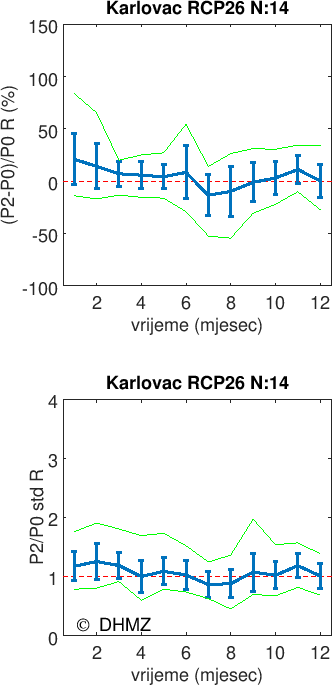 Karlovac RCP26 N:14
150
100
50
0
-50
-100
(P2-P0)/P0 R (%)
2 4 6 8 10 12
vrijeme (mjesec)
Karlovac RCP26 N:14
4
3
2
1
0
P2/P0 std R
© DHMZ
2 4 6 8 10 12
vrijeme (mjesec)